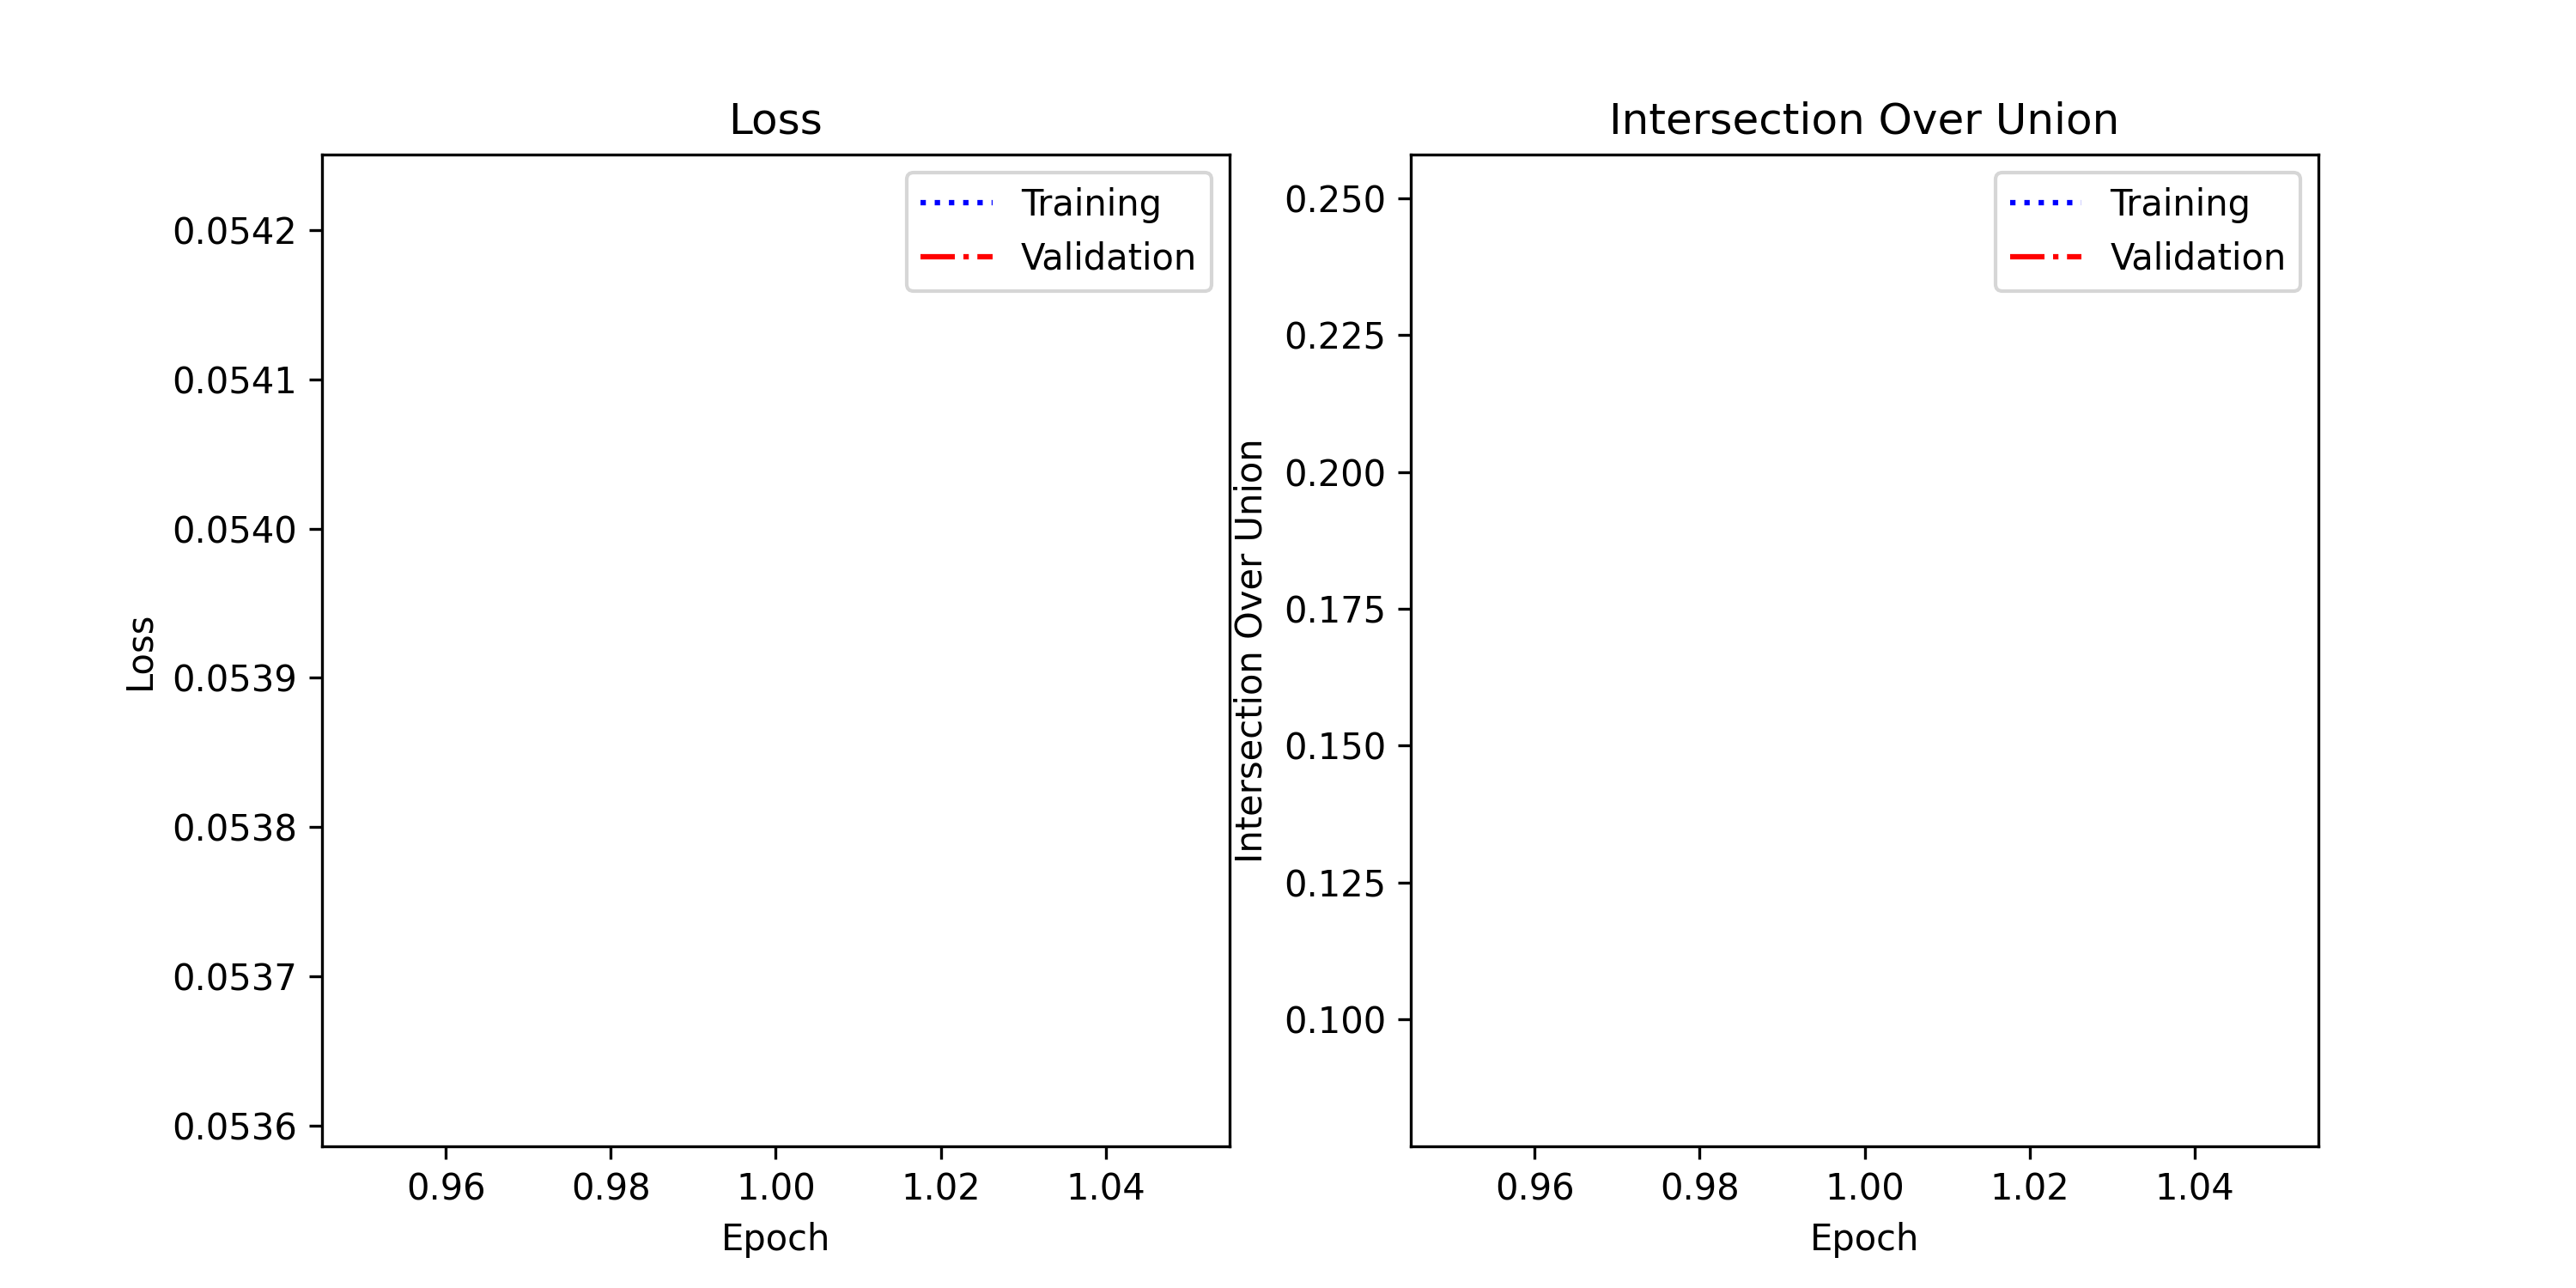 Loss
Training
Validation
0.0542
0.0541
0.0540
0.0539
0.0538
0.0537
0.0536
Loss
0.96 0.98 1.00 1.02 1.04
Epoch
Intersection Over Union
Training
Validation
0.250
0.225
0.200
0.175
0.150
0.125
0.100
Intersection Over Union
0.96 0.98 1.00 1.02 1.04
Epoch